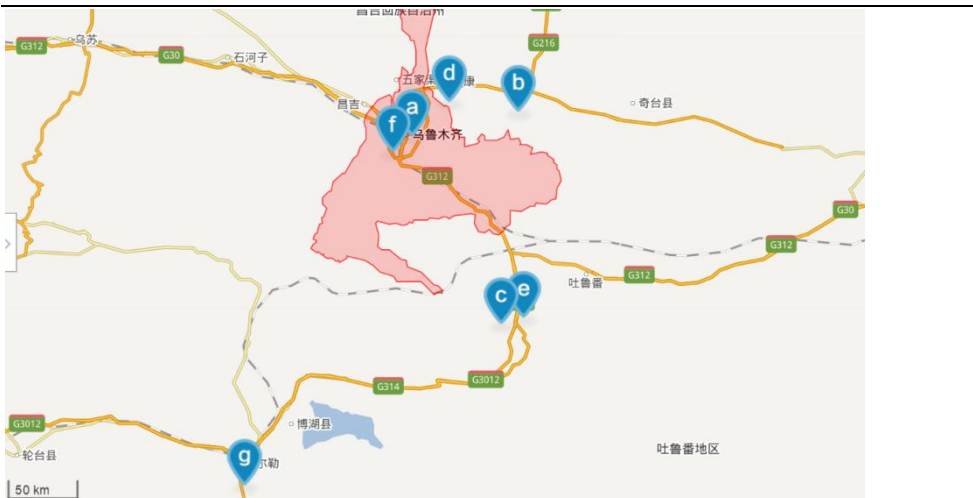 昌吉回族自治州
乌苏
G216
G312
G30
石河子
五家渠
康
d
b
奇台县
昌吉
a
f
乌鲁木齐
G312
G30
G312
吐鲁番
G312
c
e
G314
G3012
G3012
博湖县
轮台县
g
尔勒
吐鲁番地区
50 km